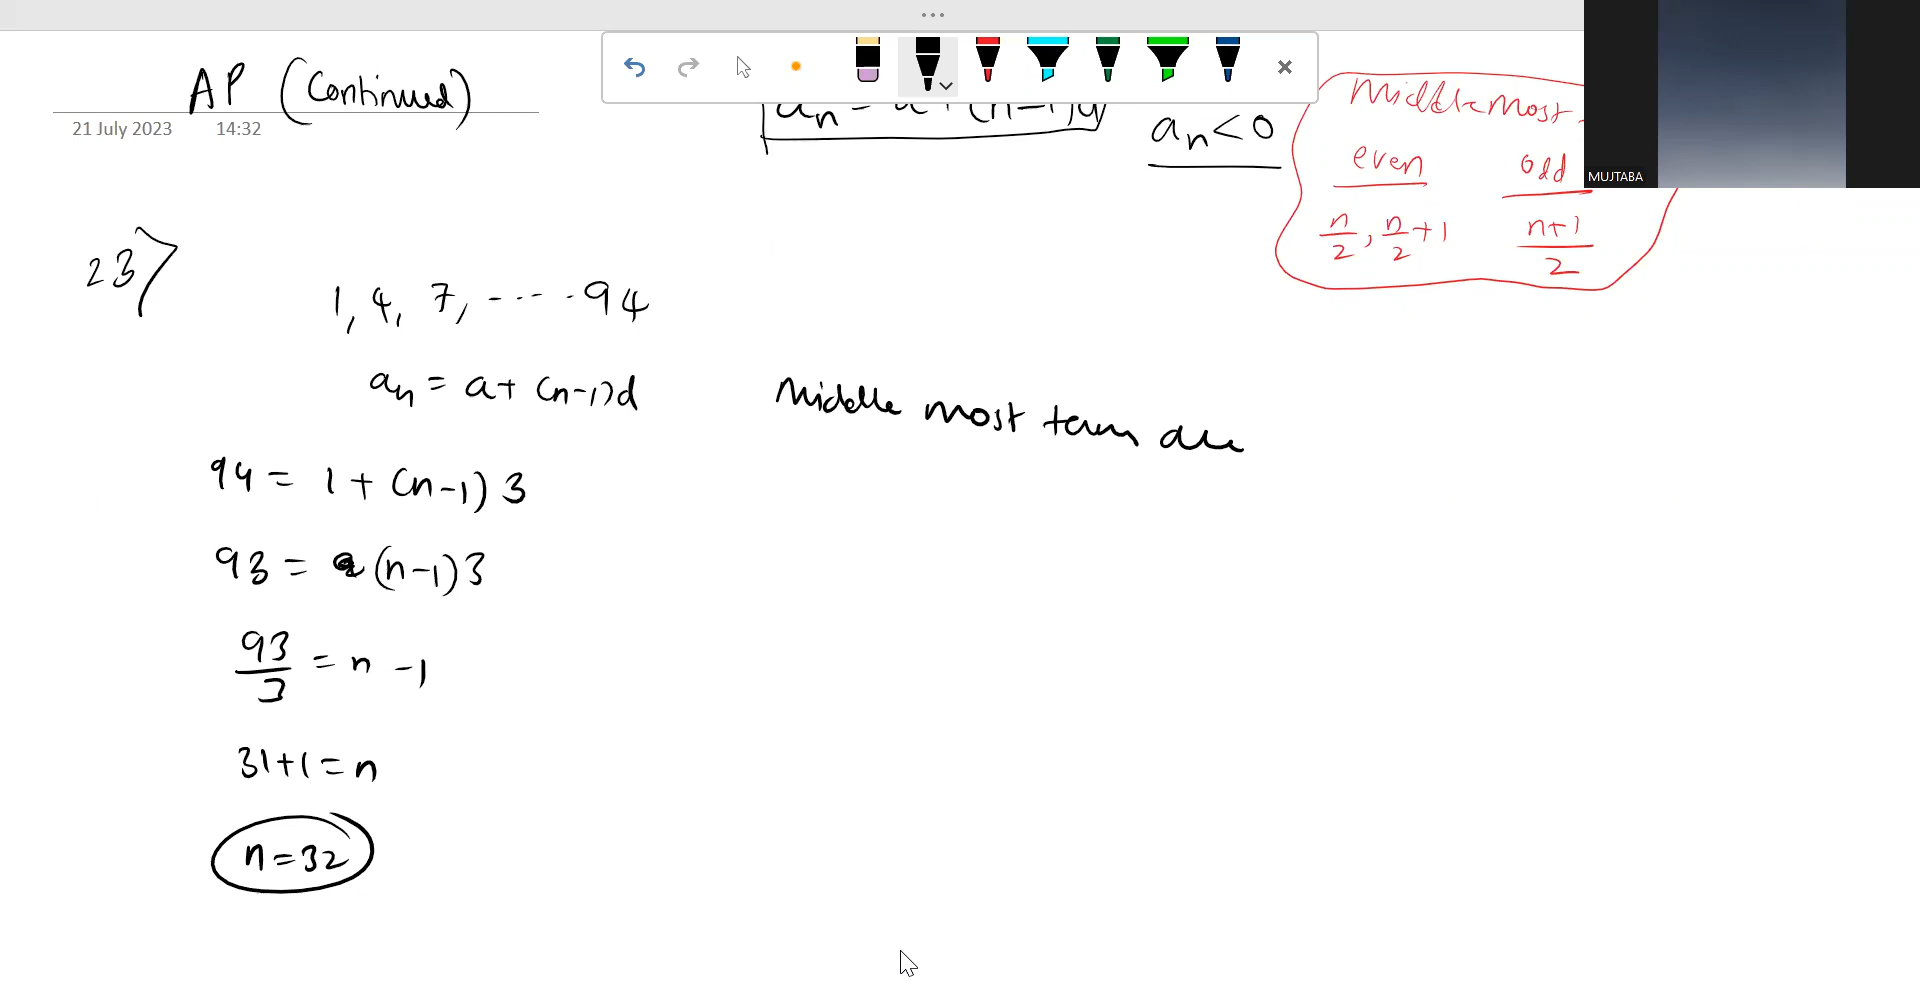 AP (Continued)
21 July 2023 14:32
an = a + (n-1)d
an < 0
Middle most
even odd
n/2, n/2+1 n+1/2
MUJTABA
23>
1, 4, 7, ----- 94
an = a + (n-1)d
94 = 1 + (n-1) 3
93 = (n-1) 3
93/3 = n - 1
31+1 = n
n = 32
Middle most term are